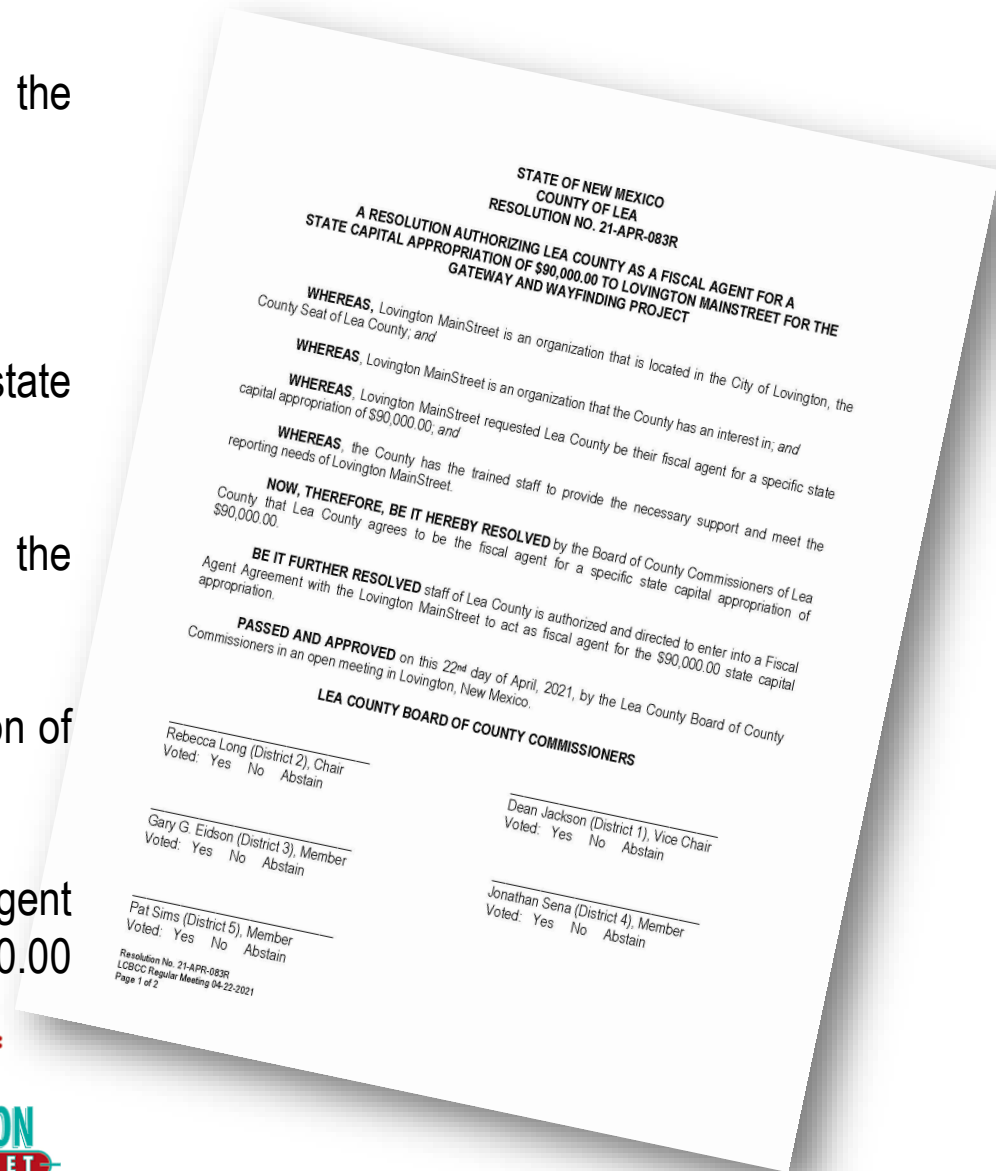 the
state
the
on of
gent
0.00
ON
ET
STATE OF NEW MEXICO
COUNTY OF LEA
RESOLUTION NO. 21-APR-083R
A RESOLUTION AUTHORIZING LEA COUNTY AS A FISCAL AGENT FOR A
STATE CAPITAL APPROPRIATION OF $90,000.00 TO LOVINGTON MAINSTREET FOR THE
GATEWAY AND WAYFINDING PROJECT
WHEREAS, Lovington MainStreet is an organization that is located in the City of Lovington, the
County Seat of Lea County; and
WHEREAS, Lovington MainStreet is an organization that the County has an interest in; and
WHEREAS, Lovington MainStreet requested Lea County be their fiscal agent for a specific state
capital appropriation of $90,000.00; and
WHEREAS, the County has the trained staff to provide the necessary support and meet the
reporting needs of Lovington MainStreet.
NOW, THEREFORE, BE IT HEREBY RESOLVED by the Board of County Commissioners of Lea
County that Lea County agrees to be the fiscal agent for a specific state capital appropriation of
$90,000.00.
BE IT FURTHER RESOLVED staff of Lea County is authorized and directed to enter into a Fiscal
Agent Agreement with the Lovington MainStreet to act as fiscal agent for the $90,000.00 state capital
appropriation.
PASSED AND APPROVED on this 22nd day of April, 2021, by the Lea County Board of County
Commissioners in an open meeting in Lovington, New Mexico.
LEA COUNTY BOARD OF COUNTY COMMISSIONERS
Rebecca Long (District 2), Chair
Voted: Yes No Abstain
Dean Jackson (District 1), Vice Chair
Voted: Yes No Abstain
Gary G. Eidson (District 3), Member
Voted: Yes No Abstain
Jonathan Sena (District 4), Member
Voted: Yes No Abstain
Pat Sims (District 5), Member
Voted: Yes No Abstain
Resolution No. 21-APR-083R
LCBCC Regular Meeting 04-22-2021
Page 1 of 2